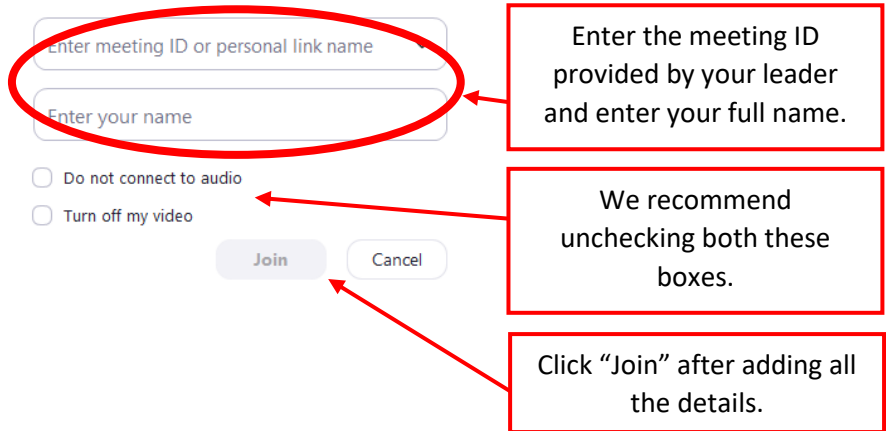 Enter meeting ID or personal link name
Enter your name
Do not connect to audio
Turn off my video
Join
Cancel
Enter the meeting ID
provided by your leader
and enter your full name.
We recommend
unchecking both these
boxes.
Click “Join” after adding all
the details.